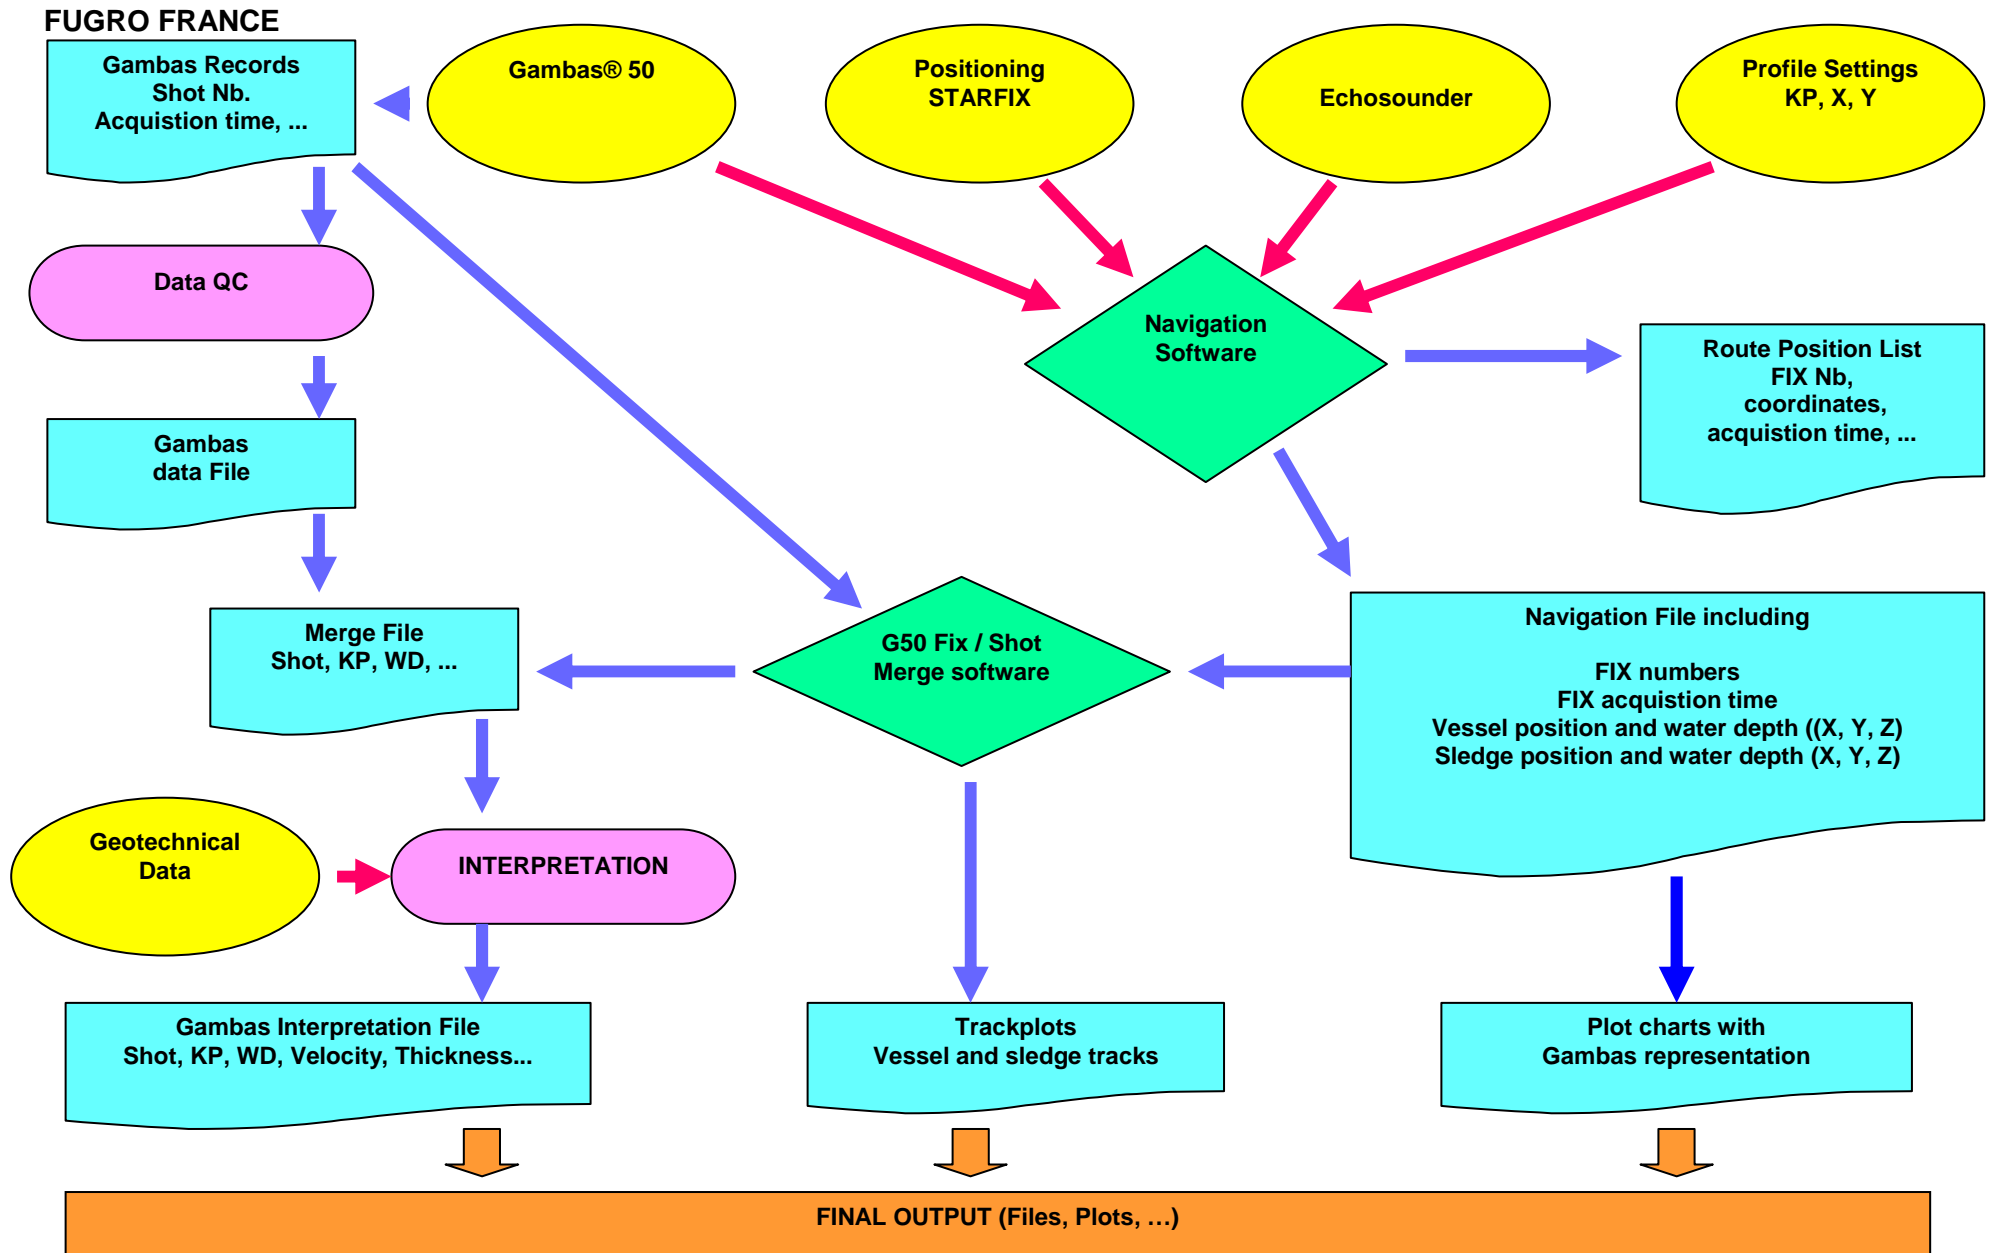 FUGRO FRANCE
Gambas Records
Shot Nb.
Acquistion time, ...
Gambas® 50
Positioning
STARFIX
Echosounder
Profile Settings
KP, X, Y
Data QC
Navigation
Software
Route Position List
FIX Nb,
coordinates,
acquistion time, ...
Gambas
data File
Merge File
Shot, KP, WD, ...
G50 Fix / Shot
Merge software
Navigation File including
FIX numbers
FIX acquistion time
Vessel position and water depth ((X, Y, Z)
Sledge position and water depth (X, Y, Z)
Geotechnical
Data
INTERPRETATION
Gambas Interpretation File
Shot, KP, WD, Velocity, Thickness...
Trackplots
Vessel and sledge tracks
Plot charts with
Gambas representation
FINAL OUTPUT (Files, Plots, …)